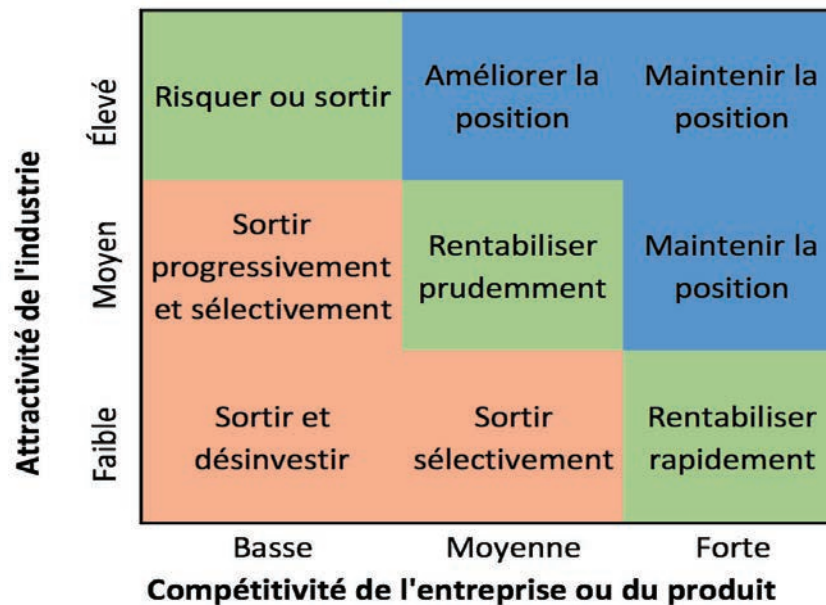 Attractivité de l'industrie
Élevé
Risquer ou sortir
Améliorer la
position
Maintenir la
position
Moyen
Sortir
progressivement
et sélectivement
Rentabiliser
prudemment
Maintenir la
position
Faible
Sortir et
désinvestir
Sortir
sélectivement
Rentabiliser
rapidement
Basse
Moyenne
Forte
Compétitivité de l'entreprise ou du produit